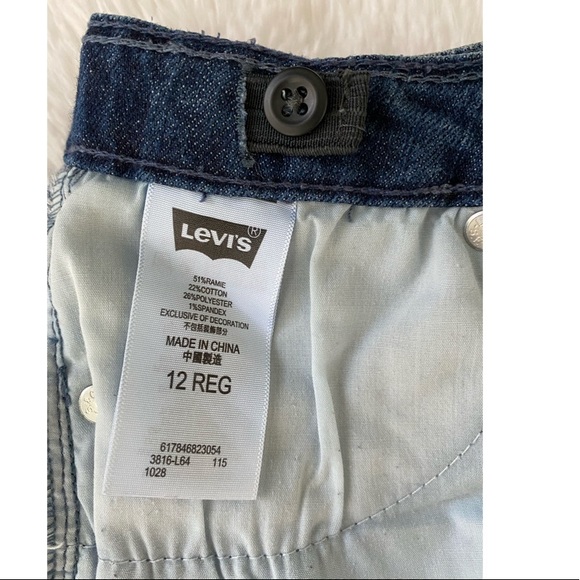 Levi's ®
51%RAMIE
22%COTTON
26%POLYESTER
1%SPANDEX
EXCLUSIVE OF DECORATION
不包括裝飾部分
MADE IN CHINA
中國製造
12 REG
617846823054
3816-L64 115
1028